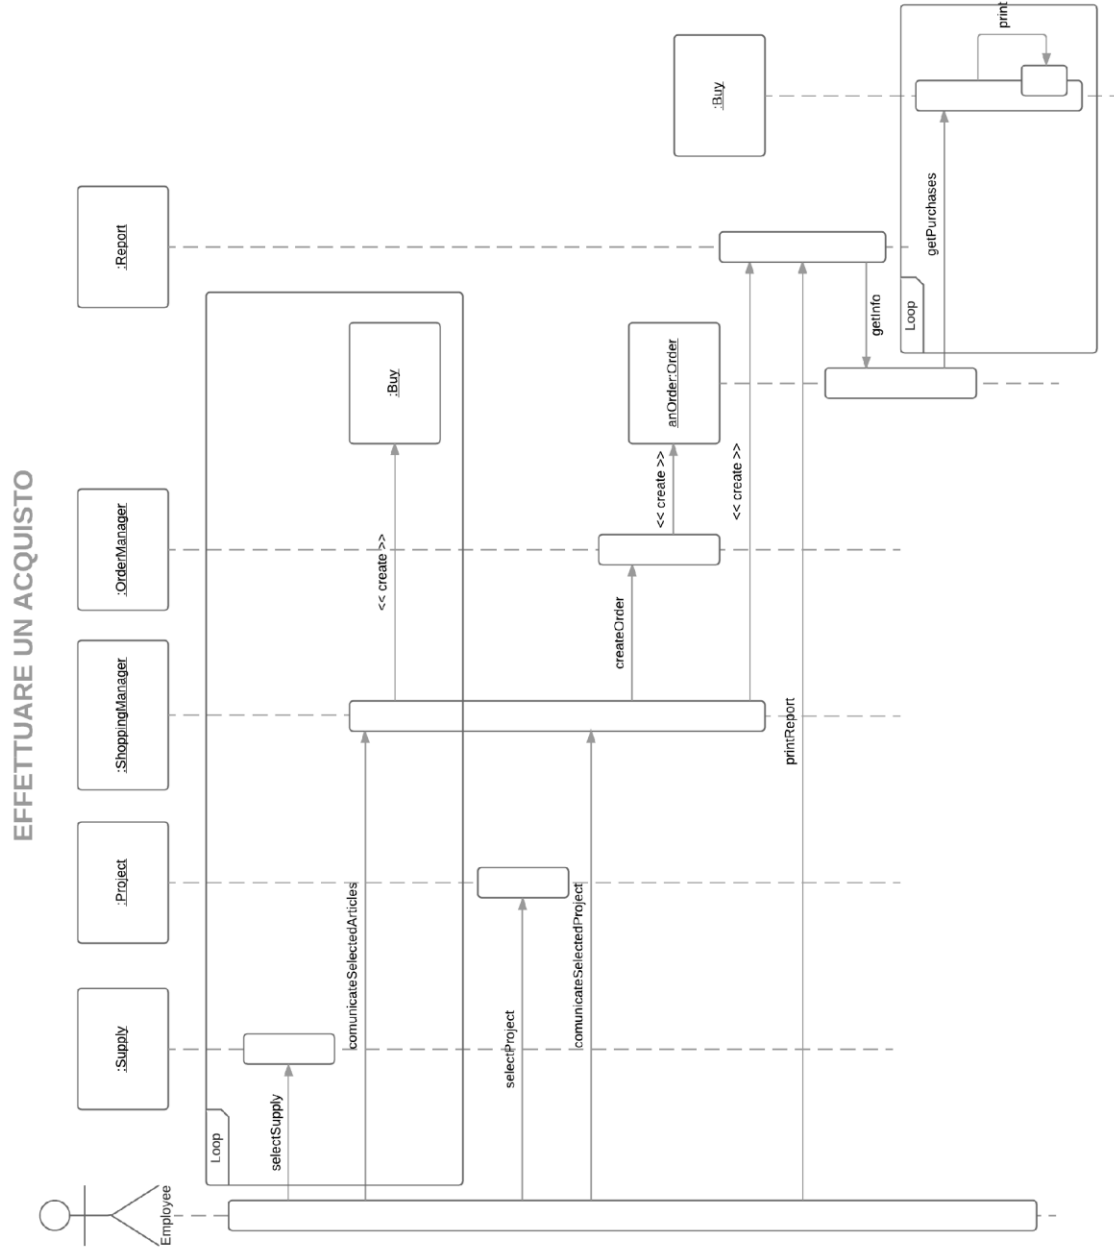 EFFETTUARE UN ACQUISTO
Employee
:Supply
:Project
:ShoppingManager
:OrderManager
:Report
Loop
selectSupply
comunicateSelectedArticles
<< create >>
:Buy
selectProject
comunicateSelectedProject
createOrder
<< create >>
anOrder:Order
:Buy
<< create >>
printReport
getInfo
Loop
getPurchases
print